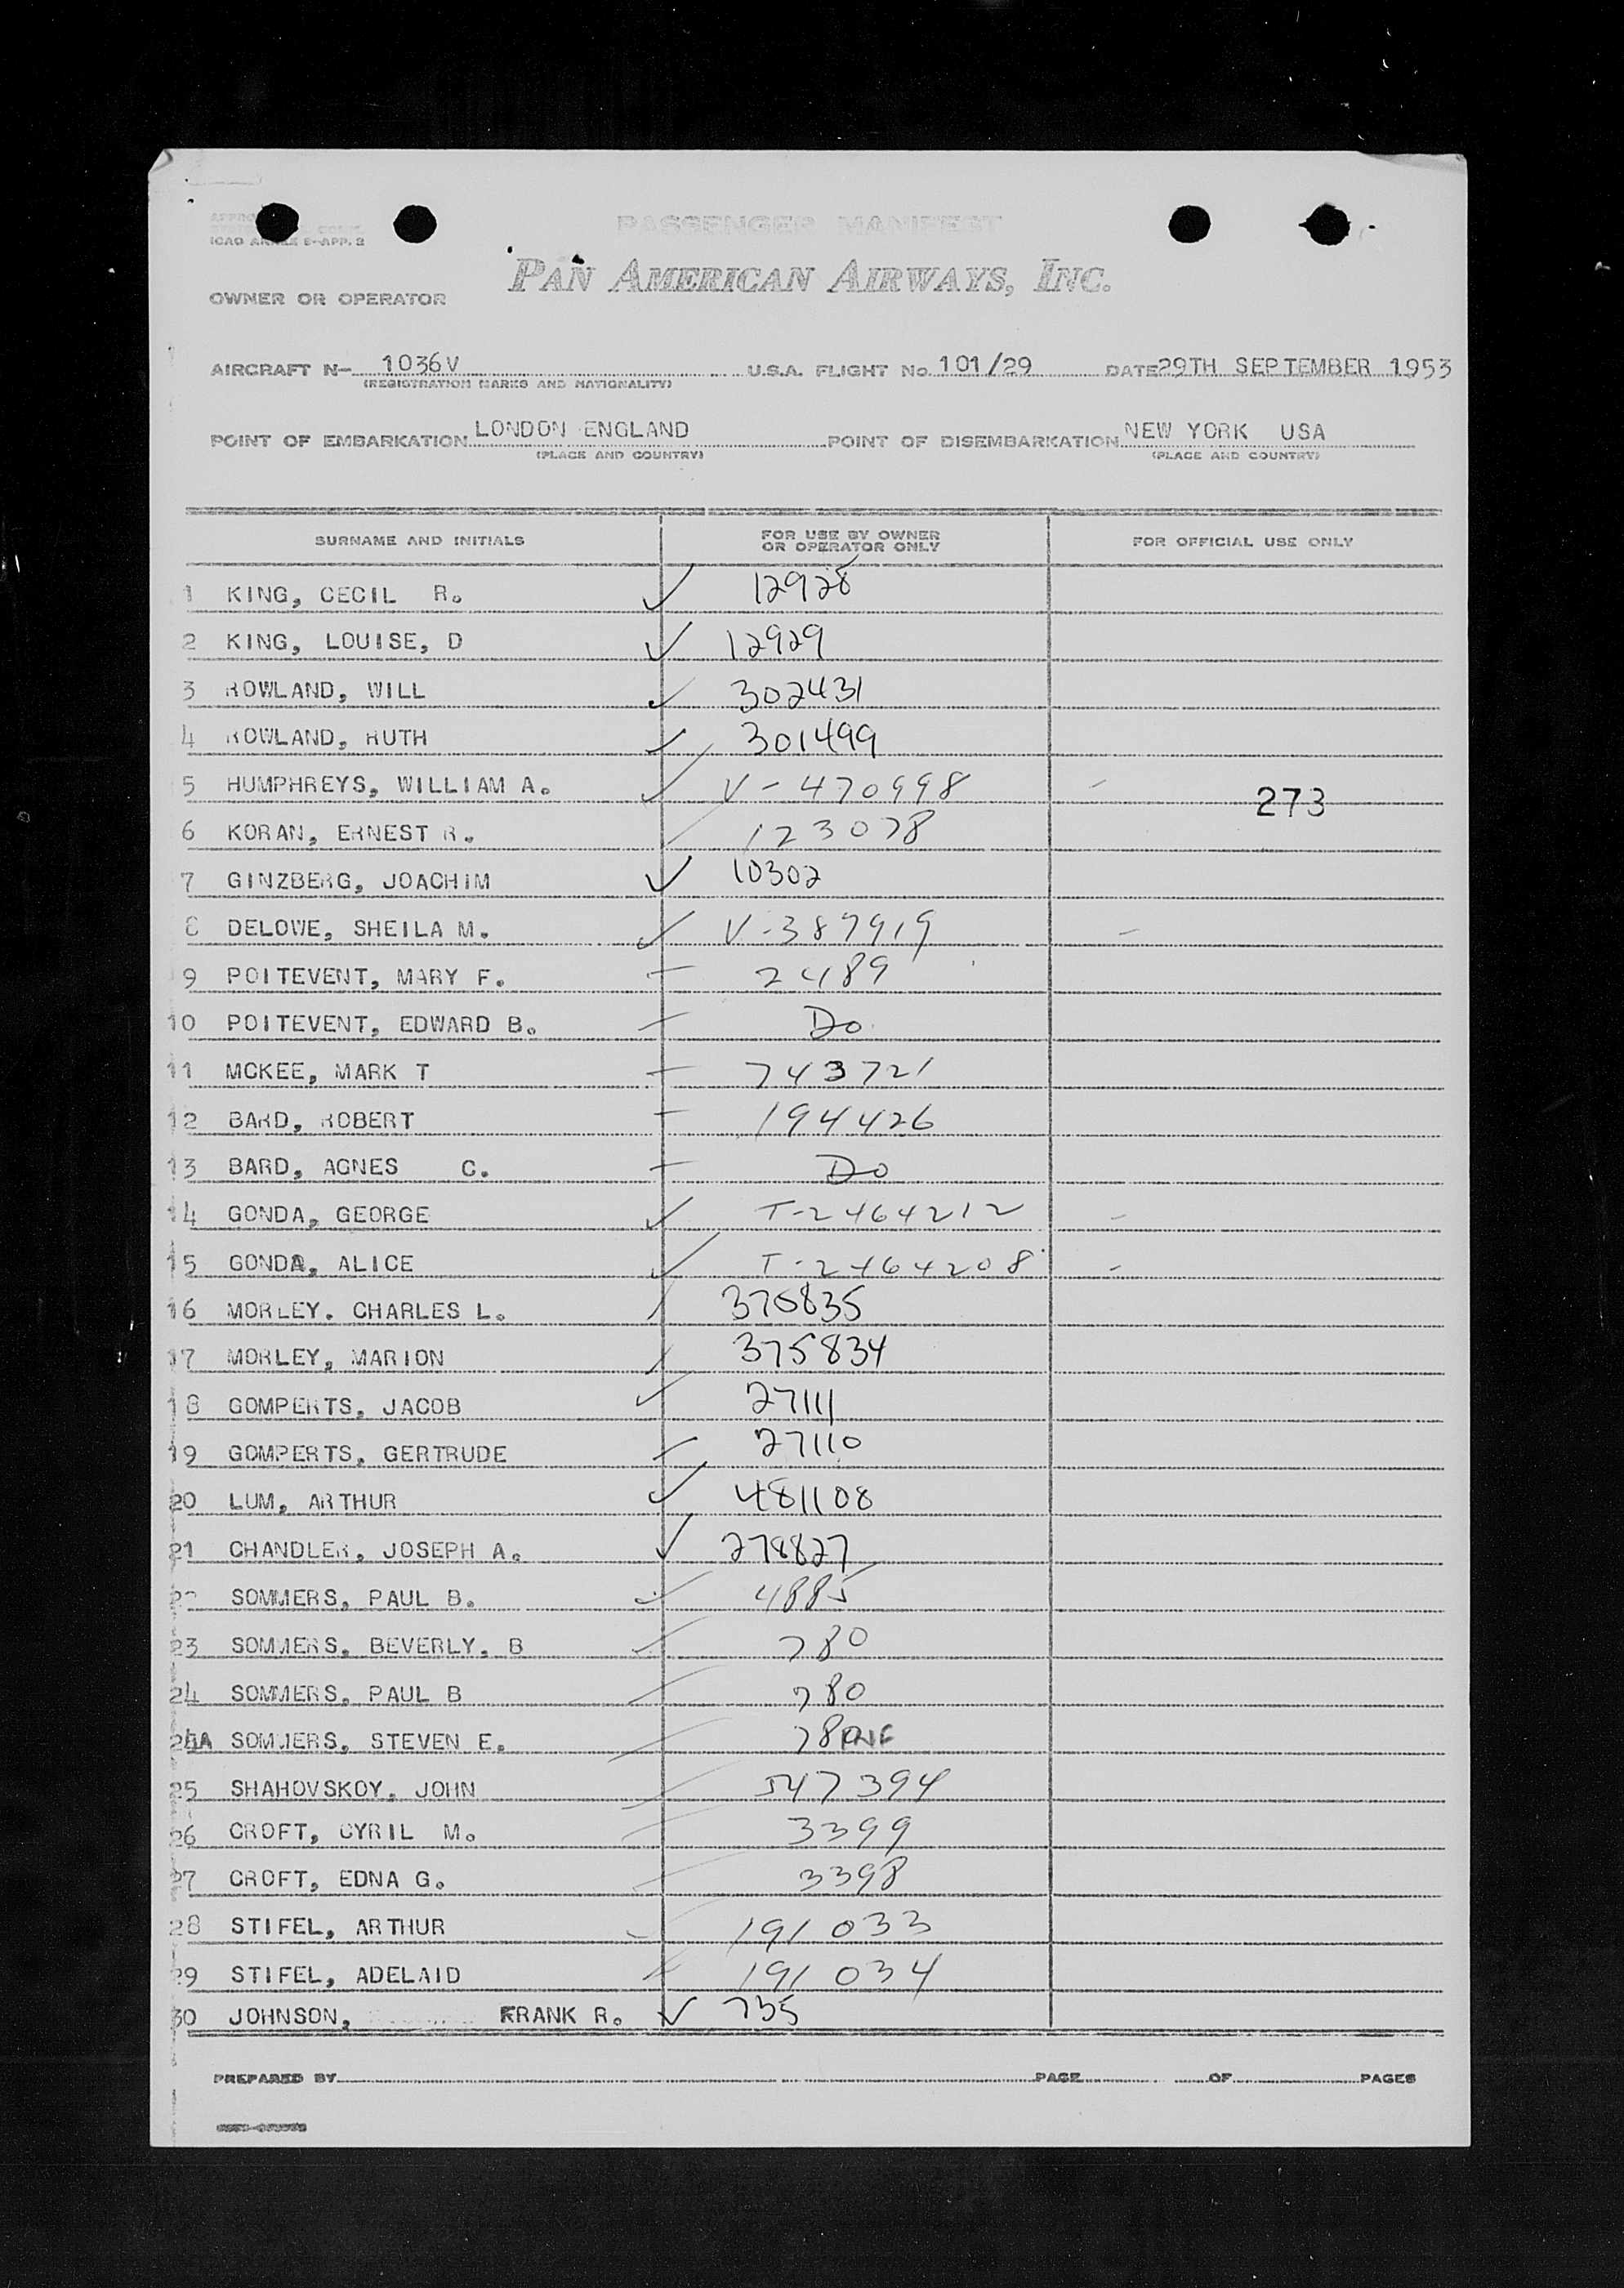 PASSENGER MANIFEST
ICAO ANNEX 9-APP. 2
PAN AMERICAN AIRWAYS, INC.
OWNER OR OPERATOR
AIRCRAFT N- 1036V U.S.A. FLIGHT No. 101/29 DATE 29TH SEPTEMBER 1953
(REGISTRATION MARKS AND NATIONALITY)
POINT OF EMBARKATION LONDON ENGLAND POINT OF DISEMBARKATION NEW YORK USA
(PLACE AND COUNTRY) (PLACE AND COUNTRY)
SURNAME AND INITIALS FOR USE BY OWNER OR OPERATOR ONLY FOR OFFICIAL USE ONLY
1 KING, CECIL R. ✓ 12928
2 KING, LOUISE, D ✓ 12929
3 ROWLAND, WILL ✓ 302431
4 ROWLAND, RUTH ✓ 301499
5 HUMPHREYS, WILLIAM A. ✓ V-470998 -
273
6 KORAN, ERNEST R. / 123078
7 GINZBERG, JOACHIM ✓ 10302
8 DELOWE, SHEILA M. ✓ V-387919 -
9 POITEVENT, MARY F. - 2489
10 POITEVENT, EDWARD B. - Do
11 MCKEE, MARK T - 743721
12 BARD, ROBERT - 194426
13 BARD, AGNES C. - Do
14 GONDA, GEORGE ✓ T-2464212 -
15 GONDA, ALICE ✓ T-2464208 -
16 MORLEY. CHARLES L. / 375835
17 MORLEY, MARION / 375834
18 GOMPERTS, JACOB ✓ 27111
19 GOMPERTS, GERTRUDE ✓ 27110
20 LUM, ARTHUR ✓ 481108
21 CHANDLER, JOSEPH A. ✓ 278827
22 SOMMERS, PAUL B. ✓ 4885
23 SOMMERS, BEVERLY, B ✓ 780
24 SOMMERS, PAUL B / 780
24A SOMMERS, STEVEN E. / 78
25 SHAHOVSKOY, JOHN / 547394
26 CROFT, CYRIL M. / 3399
27 CROFT, EDNA G. / 3398
28 STIFEL, ARTHUR ✓ 191033
29 STIFEL, ADELAID ✓ 191034
30 JOHNSON, FRANK R. ✓ 735
PREPARED BY PAGE OF PAGES